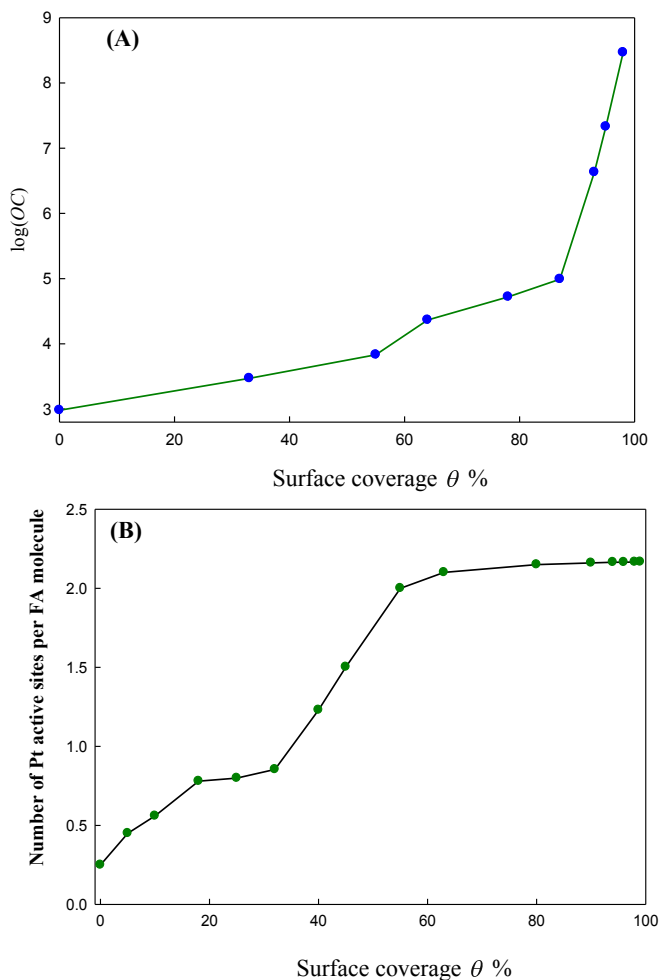 (A)
9
8
7
6
5
4
3
log(OC)
0 20 40 60 80 100
Surface coverage θ %
(B)
2.5
2.0
1.5
1.0
0.5
0.0
Number of Pt active sites per FA molecule
0 20 40 60 80 100
Surface coverage θ %